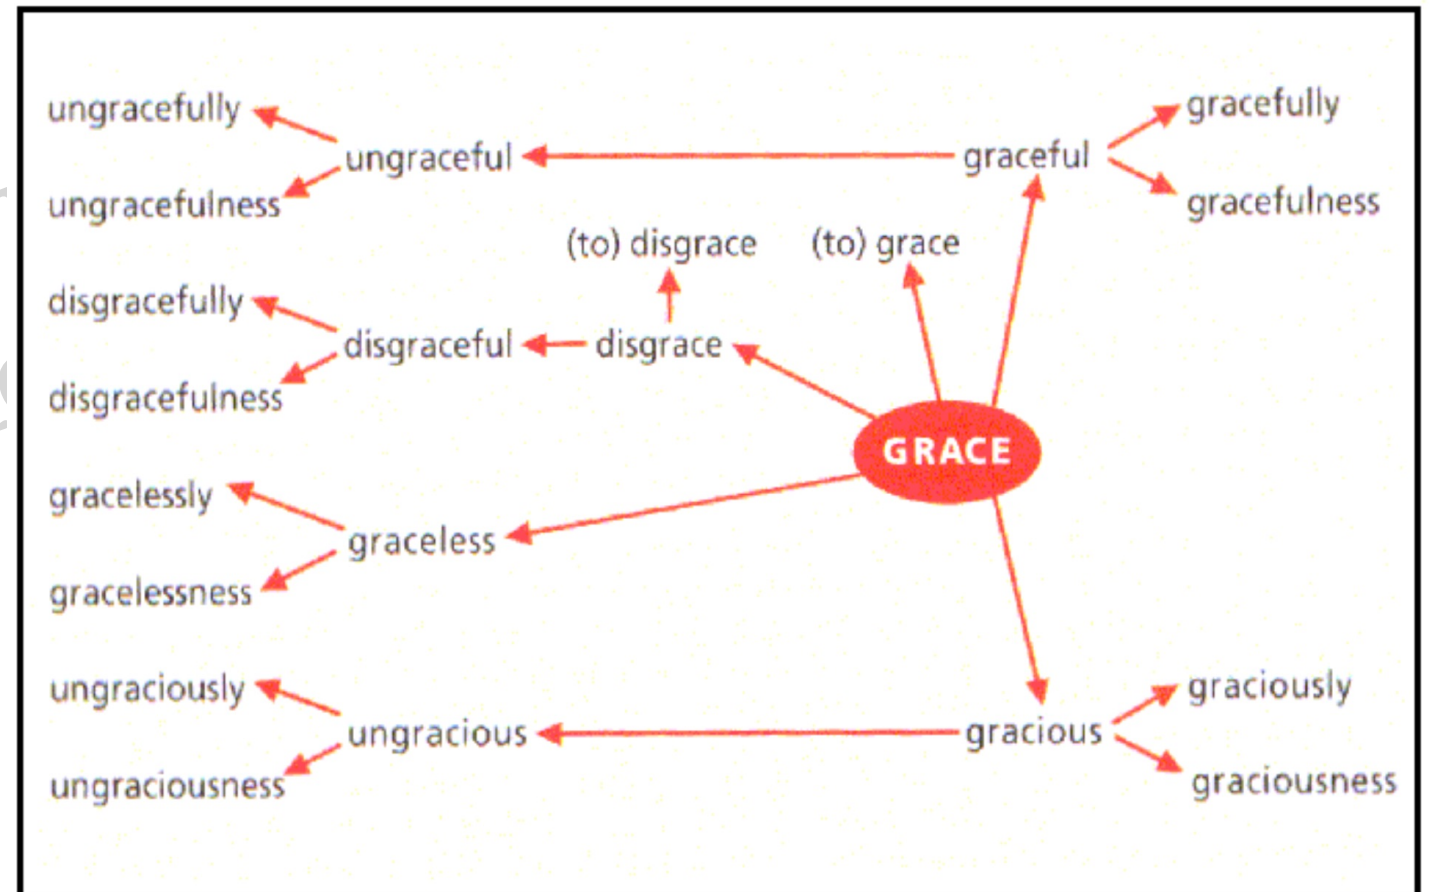 ungracefully
gracefully
ungraceful
graceful
ungracefulness
gracefulness
(to) disgrace
(to) grace
disgracefully
disgraceful
disgrace
disgracefulness
GRACE
gracelessly
graceless
gracelessness
ungraciously
graciously
ungracious
gracious
ungraciousness
graciousness